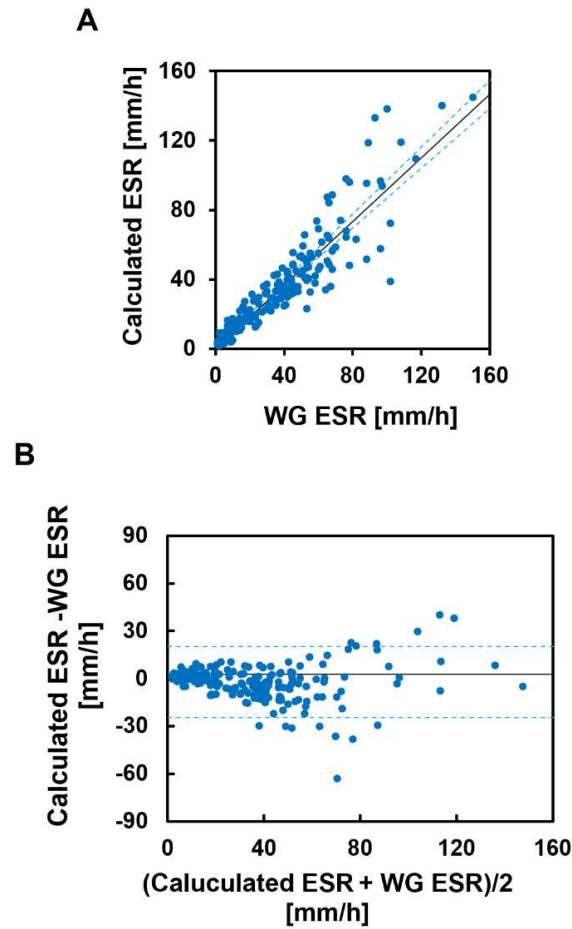 A
Calculated ESR [mm/h]
160
120
80
40
0
0 40 80 120 160
WG ESR [mm/h]
B
Calculated ESR -WG ESR
[mm/h]
90
60
30
0
-30
-60
-90
0 40 80 120 160
(Caluculated ESR + WG ESR)/2
[mm/h]